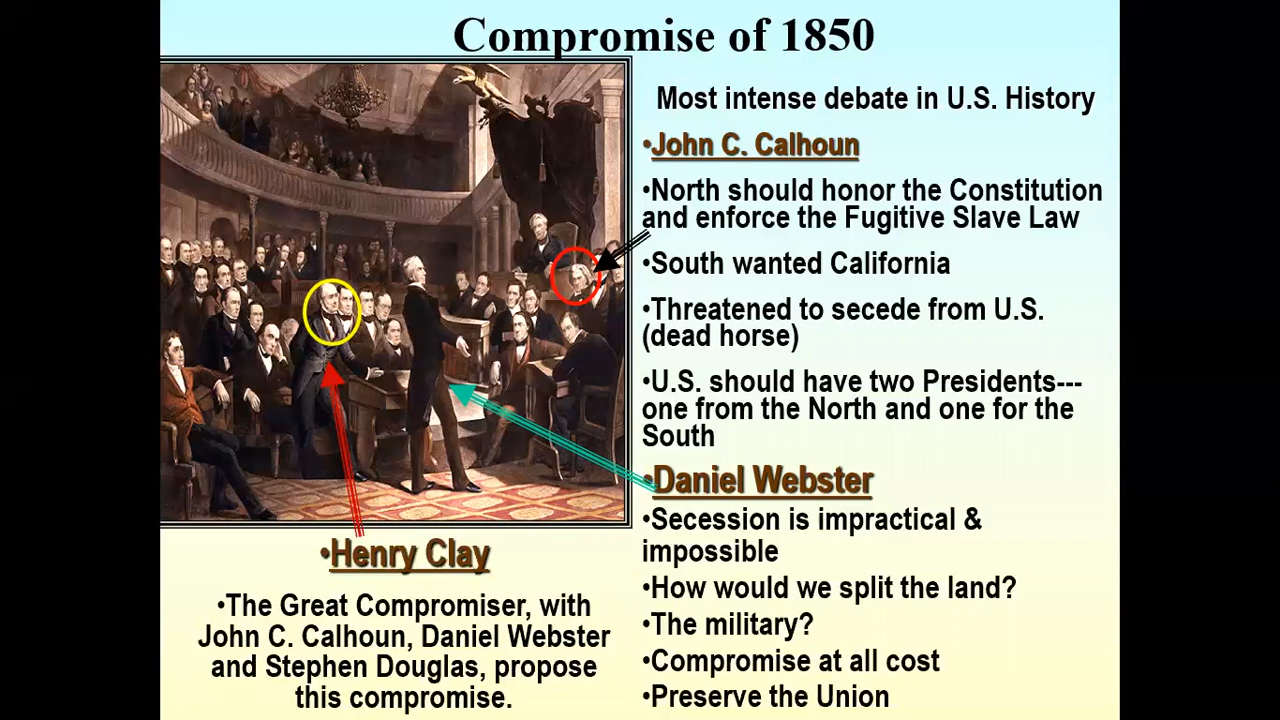 Compromise of 1850
Most intense debate in U.S. History
•John C. Calhoun
•North should honor the Constitution
and enforce the Fugitive Slave Law
•South wanted California
•Threatened to secede from U.S.
(dead horse)
•U.S. should have two Presidents---
one from the North and one for the
South
•Daniel Webster
•Secession is impractical &
impossible
•How would we split the land?
•The military?
•Compromise at all cost
•Preserve the Union
•Henry Clay
•The Great Compromiser, with
John C. Calhoun, Daniel Webster
and Stephen Douglas, propose
this compromise.